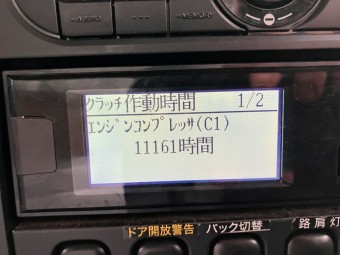 AUDIO
MENU
クラッチ作動時間 1/2
エンジンコンプレッサ(C1)
11161時間
ドア開放警告 バック切替 路肩灯